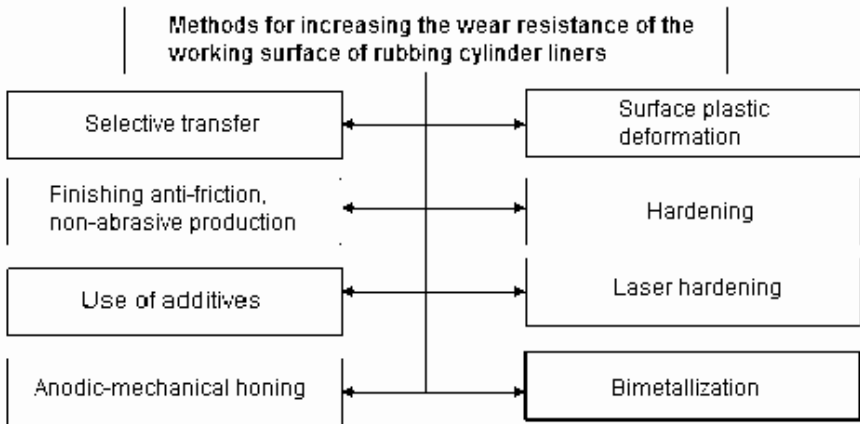 Methods for increasing the wear resistance of the
working surface of rubbing cylinder liners
Selective transfer
Surface plastic
deformation
Finishing anti-friction,
non-abrasive production
Hardening
Use of additives
Laser hardening
Anodic-mechanical honing
Bimetallization